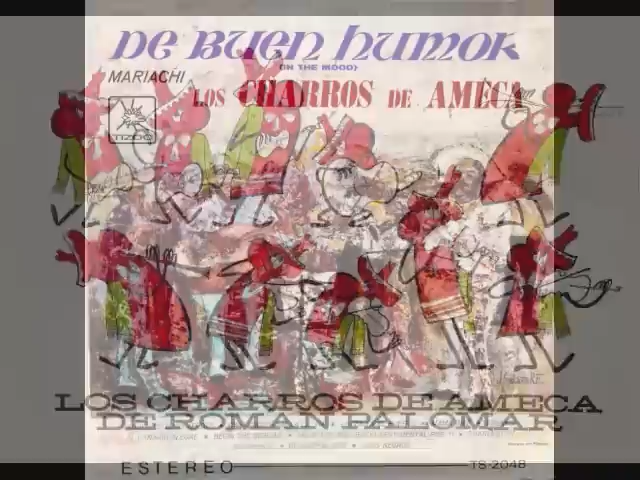 DE BUEN HUMOR
(IN THE MOOD)
MARIACHI
LOS CHARROS DE AMECA
TIZOC
LOS CHARROS DE AMECA
DE ROMAN PALOMAR
ESTEREO
TS-2048